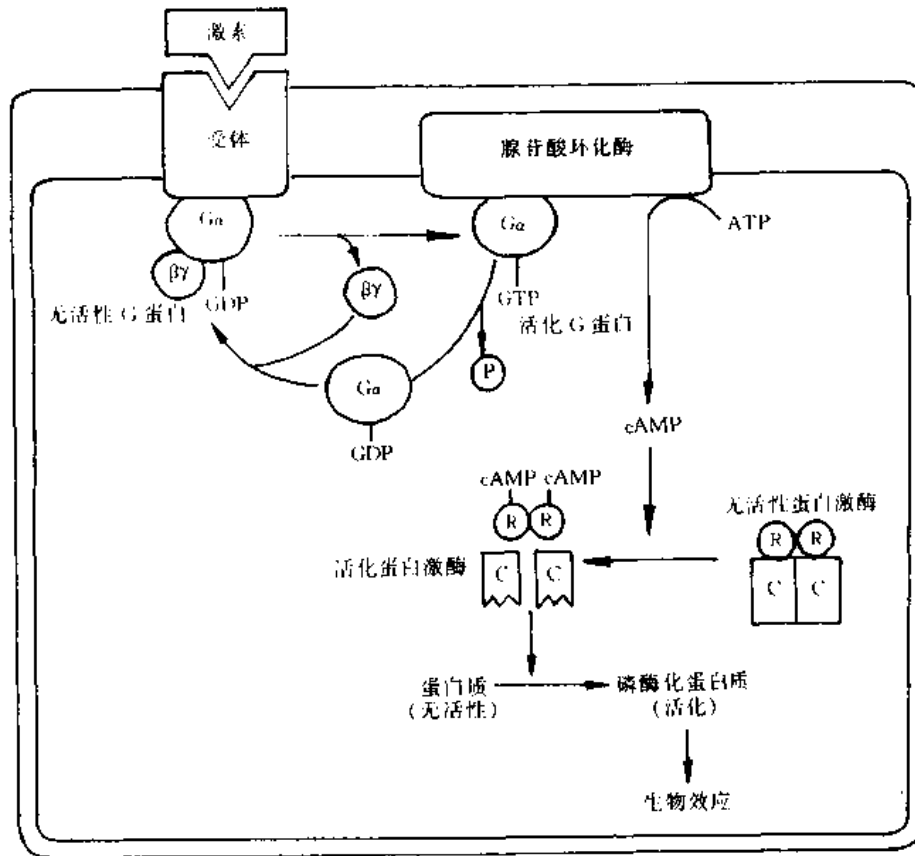 激素
受体
腺苷酸环化酶
Gα
Gα
ATP
βγ
GDP
βγ
GTP
无活性 G 蛋白
活化 G 蛋白
P
Gα
GDP
cAMP
cAMP cAMP
无活性蛋白激酶
R R
R R
活化蛋白激酶
C C
C C
蛋白质
(无活性)
磷酶化蛋白质
(活化)
生物效应